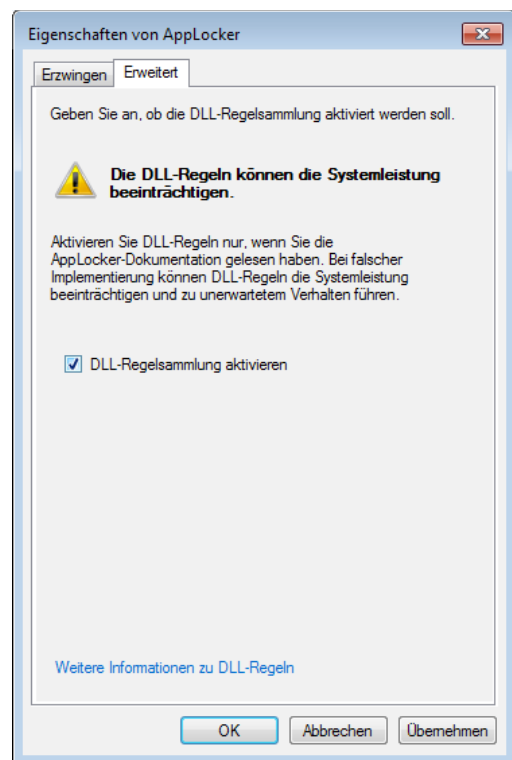 Eigenschaften von AppLocker
Erzwingen Erweitert
Geben Sie an, ob die DLL-Regelsammlung aktiviert werden soll.
Die DLL-Regeln können die Systemleistung
beeinträchtigen.
Aktivieren Sie DLL-Regeln nur, wenn Sie die
AppLocker-Dokumentation gelesen haben. Bei falscher
Implementierung können DLL-Regeln die Systemleistung
beeinträchtigen und zu unerwartetem Verhalten führen.
DLL-Regelsammlung aktivieren
Weitere Informationen zu DLL-Regeln
OK Abbrechen Übernehmen